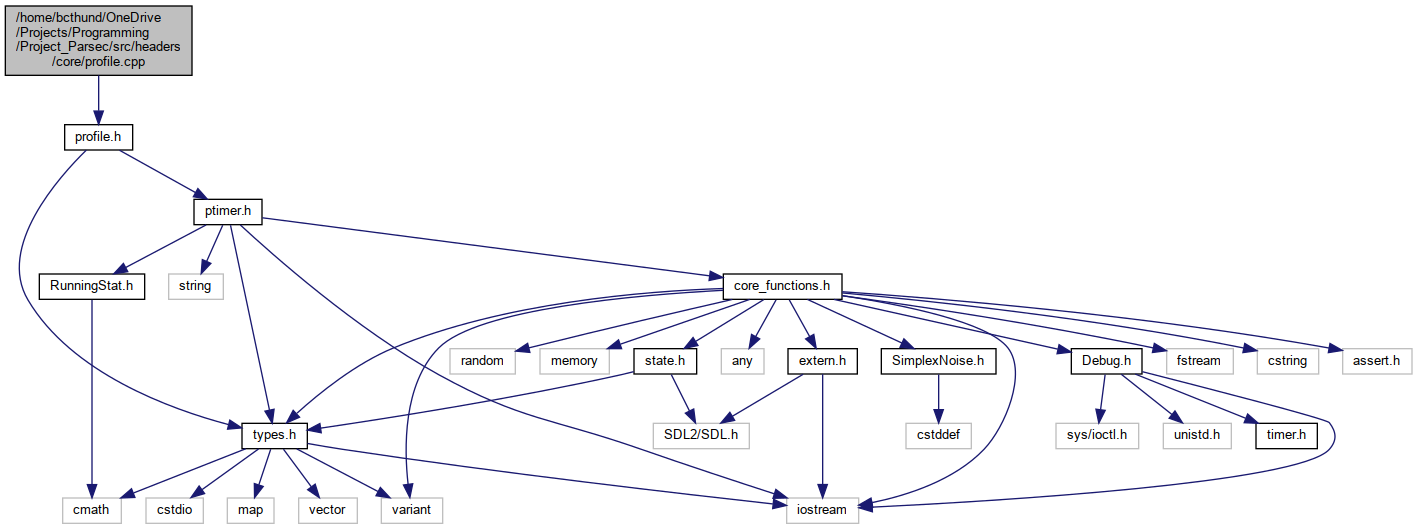 /home/bcthund/OneDrive
/Projects/Programming
/Project_Parsec/src/headers
/core/profile.cpp
profile.h
ptimer.h
RunningStat.h
string
core_functions.h
random
memory
state.h
any
extern.h
SimplexNoise.h
Debug.h
fstream
cstring
assert.h
types.h
SDL2/SDL.h
cstddef
sys/ioctl.h
unistd.h
timer.h
cmath
cstdio
map
vector
variant
iostream